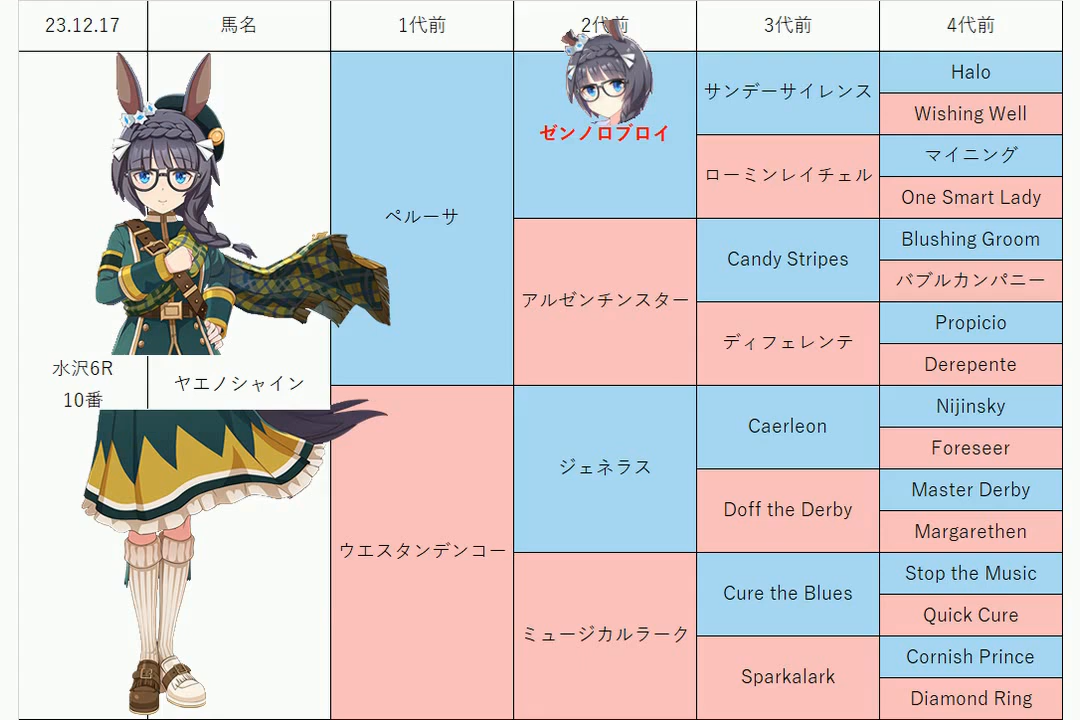 23.12.17
馬名
1代前
2代前
3代前
4代前
水沢6R
10番
ヤエノシャイン
ペルーサ
ウエスタンデンコー
ゼンノロブロイ
アルゼンチンスター
ジェネラス
ミュージカルラーク
サンデーサイレンス
ローミンレイチェル
Candy Stripes
ディフェレンテ
Caerleon
Doff the Derby
Cure the Blues
Sparkalark
Halo
Wishing Well
マイニング
One Smart Lady
Blushing Groom
バブルカンパニー
Propicio
Derepente
Nijinsky
Foreseer
Master Derby
Margarethen
Stop the Music
Quick Cure
Cornish Prince
Diamond Ring